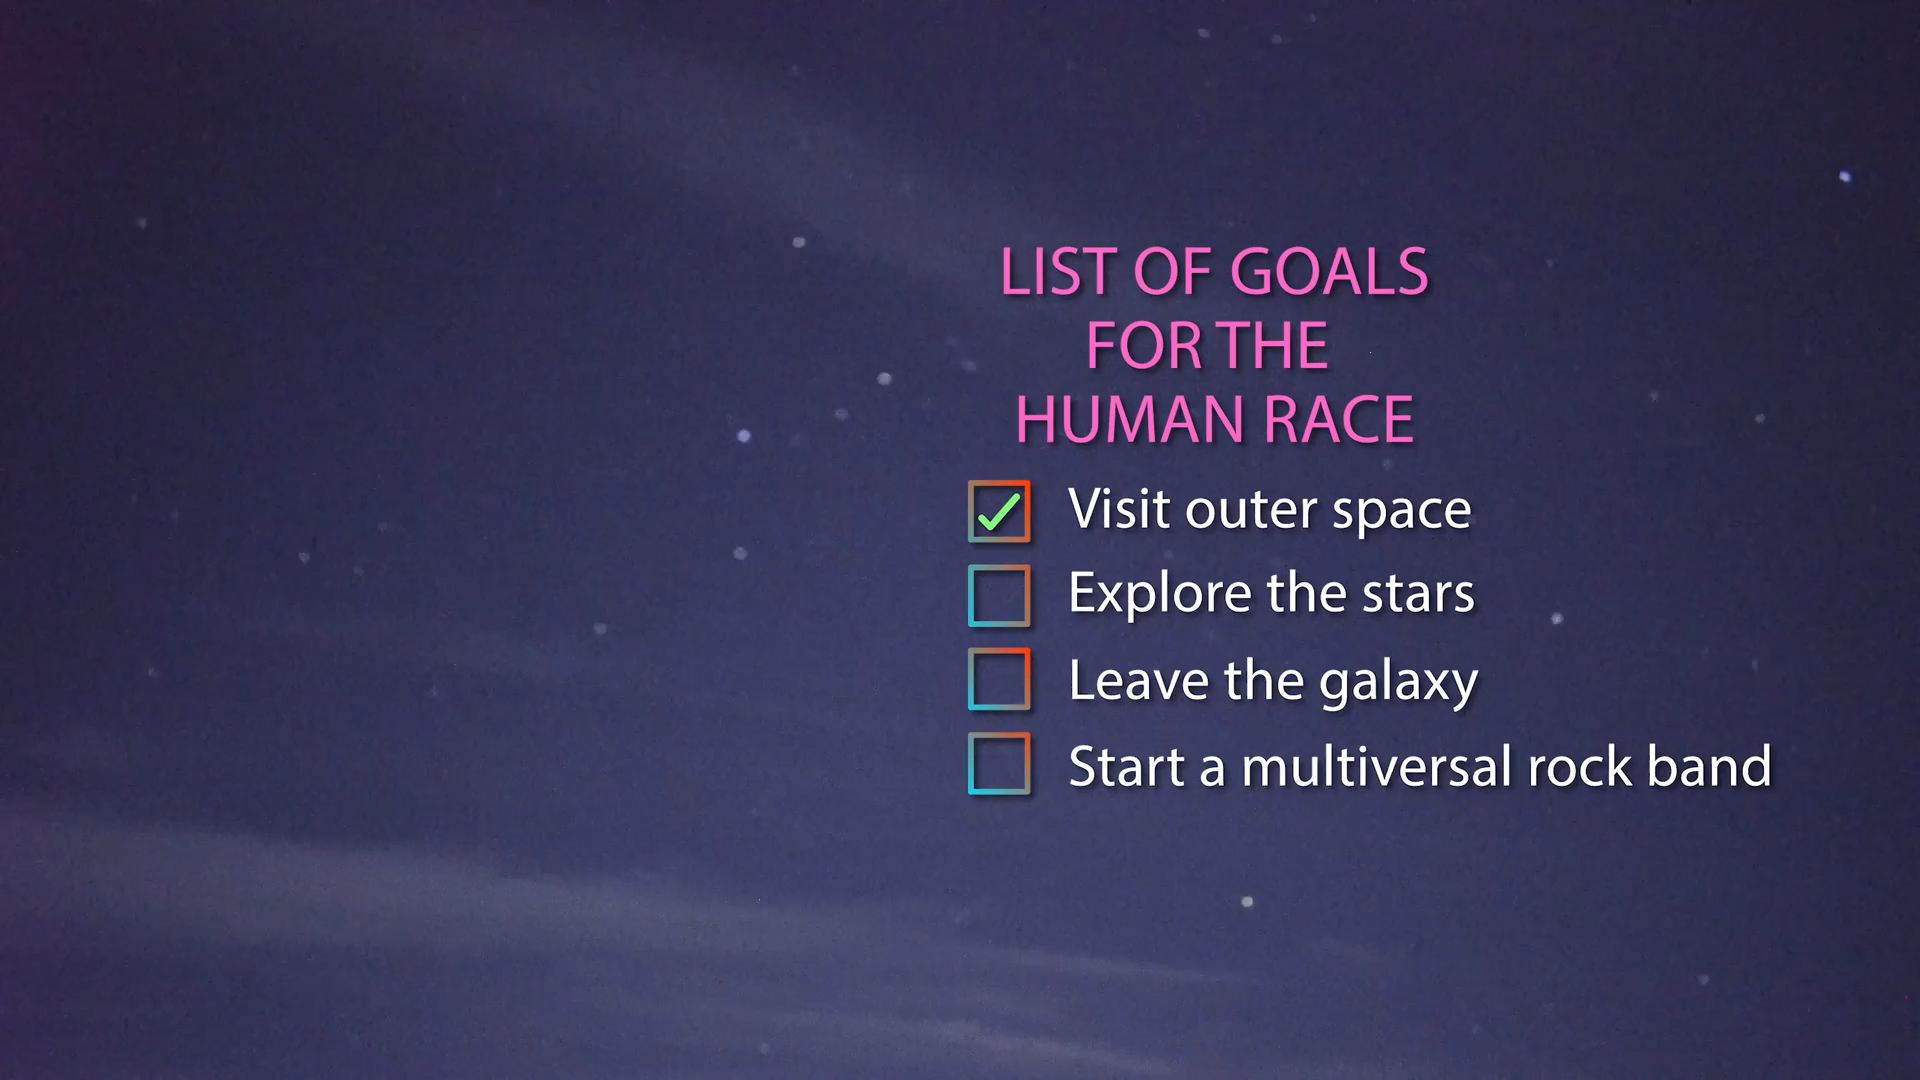 LIST OF GOALS
FOR THE
HUMAN RACE
Visit outer space
Explore the stars
Leave the galaxy
Start a multiversal rock band